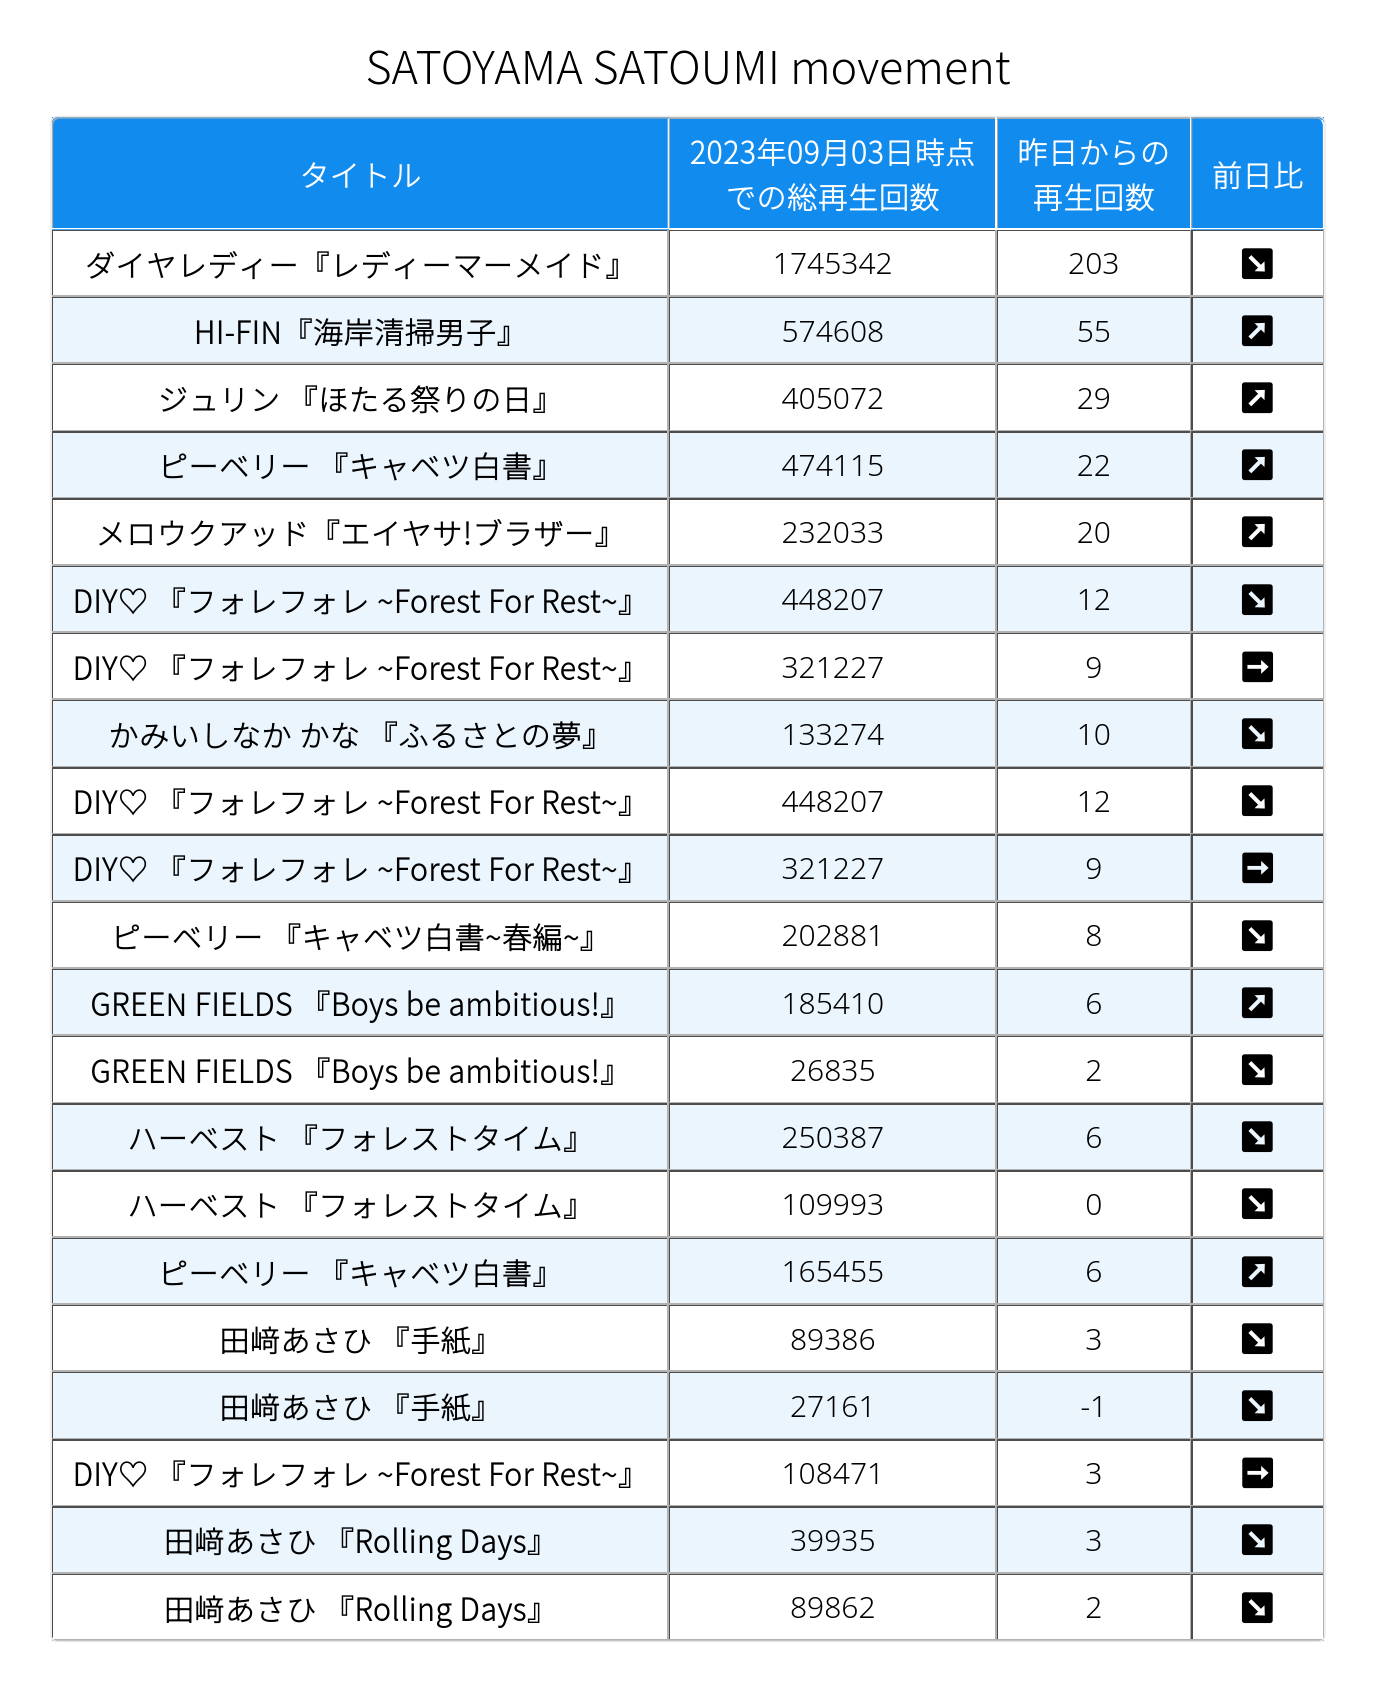 SATOYAMA SATOUMI movement
タイトル 2023年09月03日時点での総再生回数 昨日からの再生回数 前日比
ダイヤレディー『レディーマーメイド』 1745342 203 ↘
HI-FIN『海岸清掃男子』 574608 55 ↗
ジュリン 『ほたる祭りの日』 405072 29 ↗
ピーベリー 『キャベツ白書』 474115 22 ↗
メロウクアッド『エイヤサ!ブラザー』 232033 20 ↗
DIY♡ 『フォレフォレ ~Forest For Rest~』 448207 12 ↘
DIY♡ 『フォレフォレ ~Forest For Rest~』 321227 9 →
かみいしなか かな 『ふるさとの夢』 133274 10 ↘
DIY♡ 『フォレフォレ ~Forest For Rest~』 448207 12 ↘
DIY♡ 『フォレフォレ ~Forest For Rest~』 321227 9 →
ピーベリー 『キャベツ白書~春編~』 202881 8 ↘
GREEN FIELDS 『Boys be ambitious!』 185410 6 ↗
GREEN FIELDS 『Boys be ambitious!』 26835 2 ↘
ハーベスト 『フォレストタイム』 250387 6 ↘
ハーベスト 『フォレストタイム』 109993 0 ↘
ピーベリー 『キャベツ白書』 165455 6 ↗
田﨑あさひ 『手紙』 89386 3 ↘
田﨑あさひ 『手紙』 27161 -1 ↘
DIY♡ 『フォレフォレ ~Forest For Rest~』 108471 3 →
田﨑あさひ 『Rolling Days』 39935 3 ↘
田﨑あさひ 『Rolling Days』 89862 2 ↘